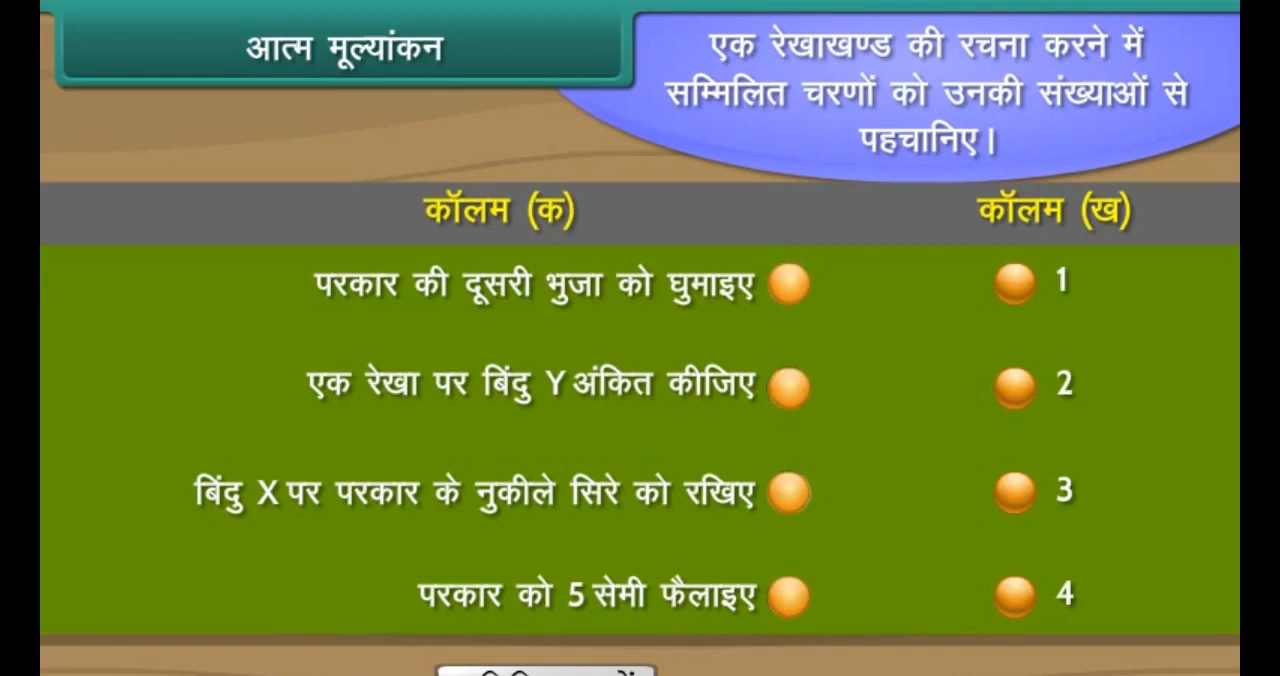 आत्म मूल्यांकन
एक रेखाखण्ड की रचना करने में
सम्मिलित चरणों को उनकी संख्याओं से
पहचानिए।
कॉलम (क) कॉलम (ख)
परकार की दूसरी भुजा को घुमाइए 1
एक रेखा पर बिंदु Y अंकित कीजिए 2
बिंदु X पर परकार के नुकीले सिरे को रखिए 3
परकार को 5 सेमी फैलाइए 4